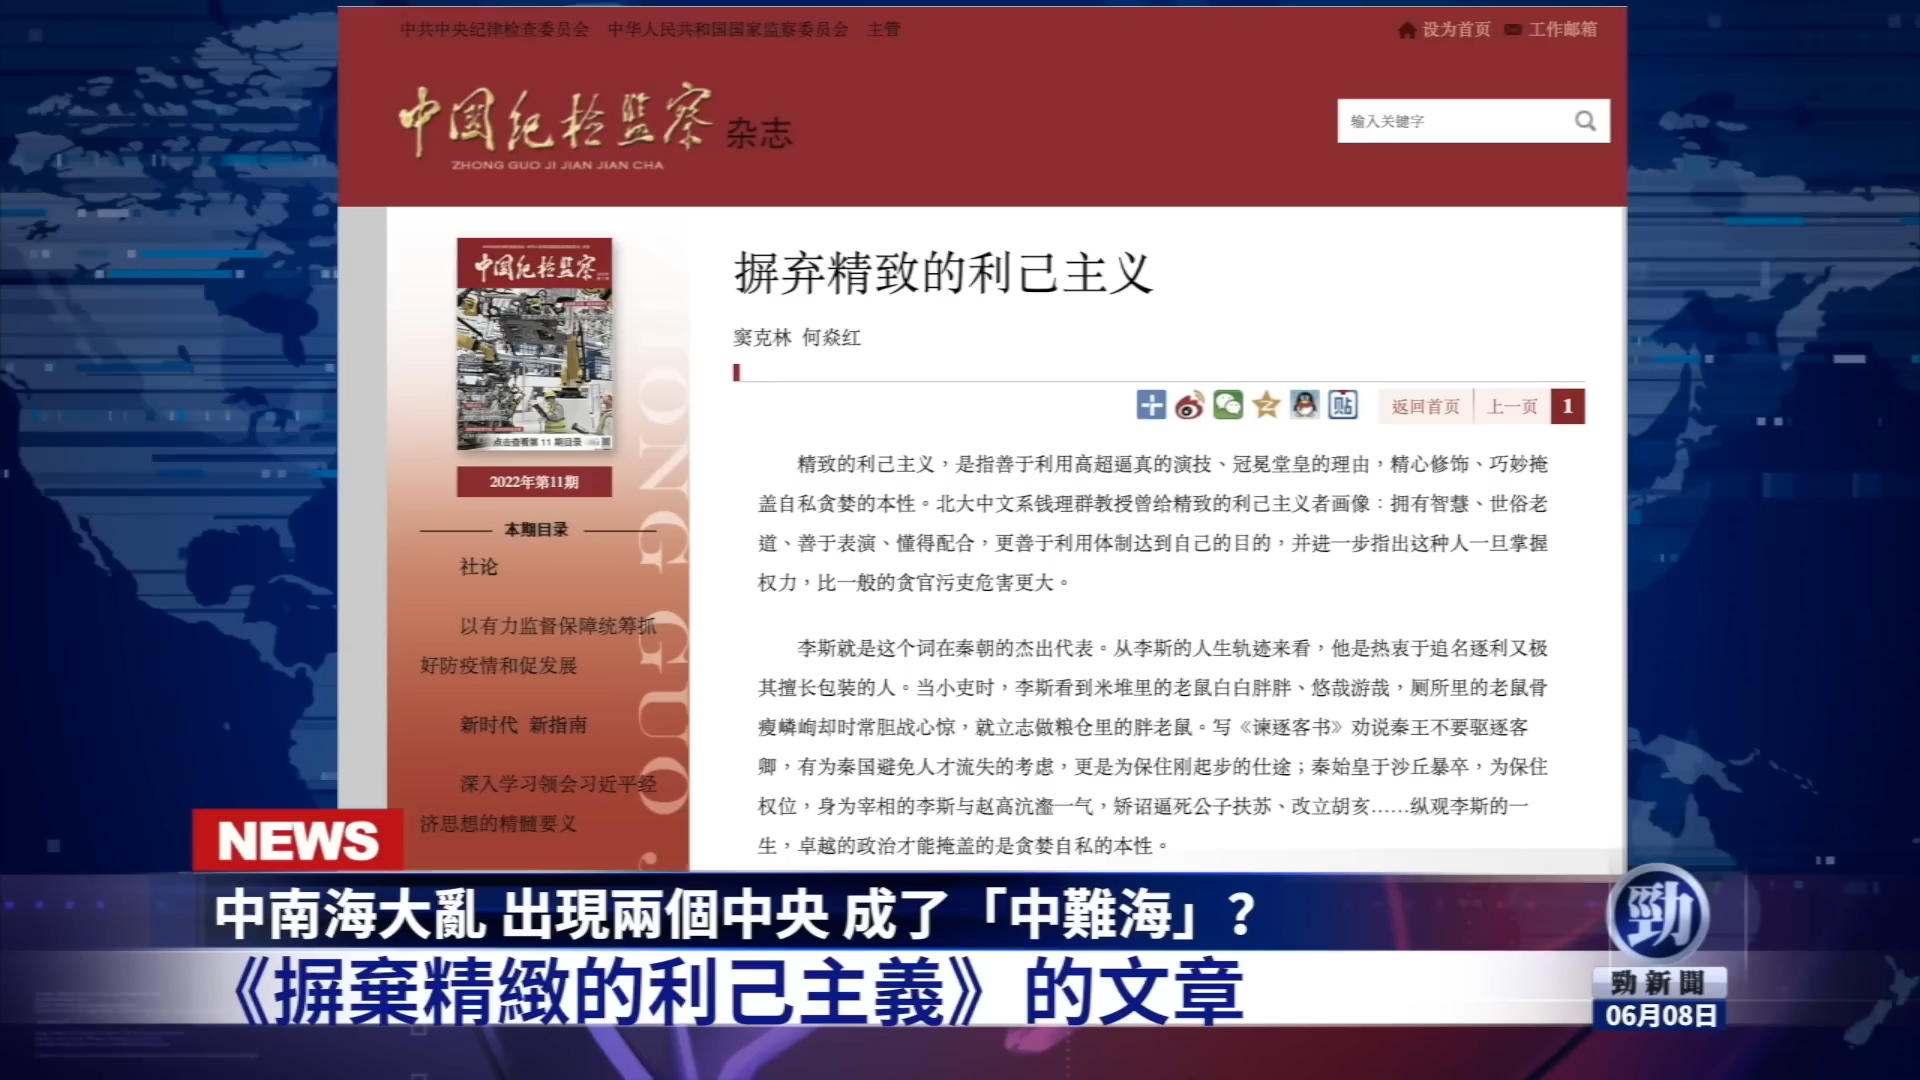 中共中央纪律检查委员会 中华人民共和国国家监察委员会 主管
设为首页 工作邮箱
中国纪检监察 杂志
ZHONG GUO JI JIAN JIAN CHA
输入关键字
中国纪检监察
点击查看第 11 期目录
2022年第11期
本期目录
社论
以有力监督保障统筹抓
好防疫情和促发展
新时代 新指南
深入学习领会习近平经
济思想的精髓要义
摒弃精致的利己主义
窦克林 何焱红
返回首页 上一页 1
精致的利己主义，是指善于利用高超逼真的演技、冠冕堂皇的理由，精心修饰、巧妙掩
盖自私贪婪的本性。北大中文系钱理群教授曾给精致的利己主义者画像：拥有智慧、世俗老
道、善于表演、懂得配合，更善于利用体制达到自己的目的，并进一步指出这种人一旦掌握
权力，比一般的贪官污吏危害更大。
李斯就是这个词在秦朝的杰出代表。从李斯的人生轨迹来看，他是热衷于追名逐利又极
其擅长包装的人。当小吏时，李斯看到米堆里的老鼠白白胖胖、悠哉游哉，厕所里的老鼠骨
瘦嶙峋却时常胆战心惊，就立志做粮仓里的胖老鼠。写《谏逐客书》劝说秦王不要驱逐客
卿，有为秦国避免人才流失的考虑，更是为保住刚起步的仕途；秦始皇于沙丘暴卒，为保住
权位，身为宰相的李斯与赵高沆瀣一气，矫诏逼死公子扶苏、改立胡亥……纵观李斯的一
生，卓越的政治才能掩盖的是贪婪自私的本性。
NEWS
中南海大亂 出現兩個中央 成了「中難海」？
《摒棄精緻的利己主義》的文章
勁
勁新聞
06月08日